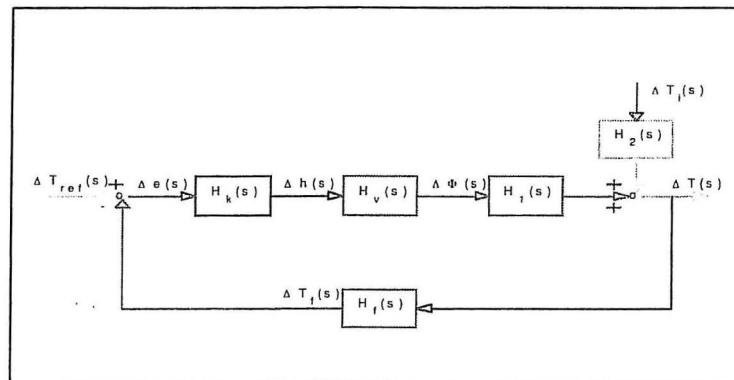 Δ T_i(s)
H_2(s)
Δ T_ref(s) + Δ e(s) H_k(s) Δ h(s) H_v(s) Δ Φ(s) H_1(s) + Δ T(s)
+
Δ T_f(s) H_f(s)